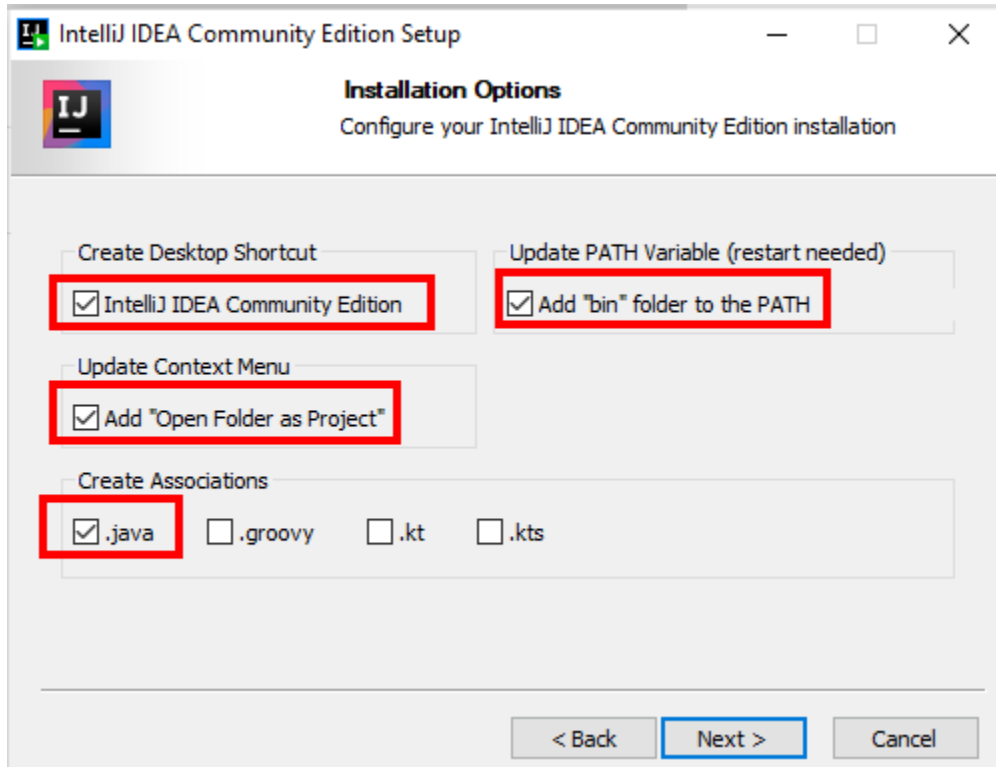 IntelliJ IDEA Community Edition Setup
IJ
Installation Options
Configure your IntelliJ IDEA Community Edition installation
Create Desktop Shortcut
IntelliJ IDEA Community Edition
Update PATH Variable (restart needed)
Add "bin" folder to the PATH
Update Context Menu
Add "Open Folder as Project"
Create Associations
.java .groovy .kt .kts
< Back Next > Cancel